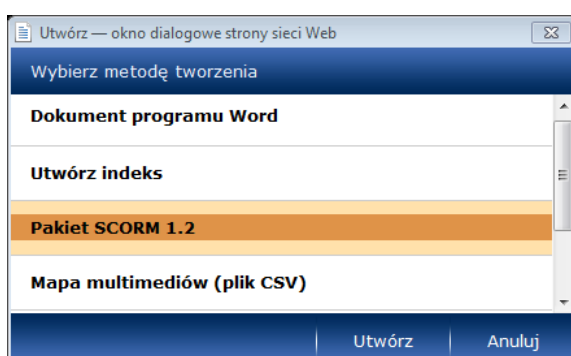 Utwórz — okno dialogowe strony sieci Web
Wybierz metodę tworzenia
Dokument programu Word
Utwórz indeks
Pakiet SCORM 1.2
Mapa multimediów (plik CSV)
Utwórz Anuluj